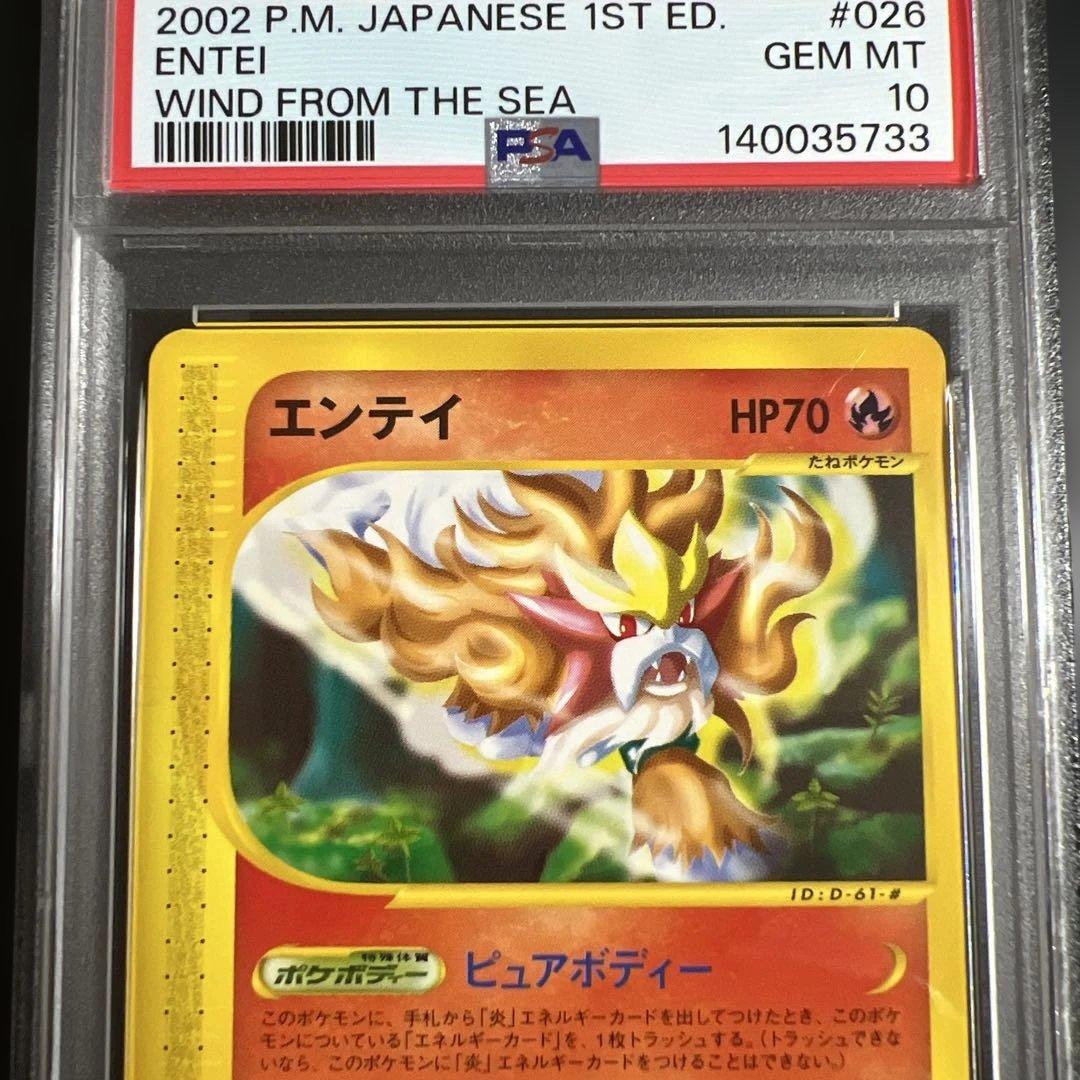 2002 P.M. JAPANESE 1ST ED. #026
ENTEI GEM MT
WIND FROM THE SEA 10
PSA 140035733
エンテイ HP70
たねポケモン
ID:D-61-#
特殊体質
ポケボディー ピュアボディー
このポケモンに、手札から「炎」エネルギーカードを出してつけたとき、このポケ
モンについている「エネルギーカード」を、1枚トラッシュする。(トラッシュできな
いなら、このポケモンに「炎」エネルギーカードをつけることはできない。)